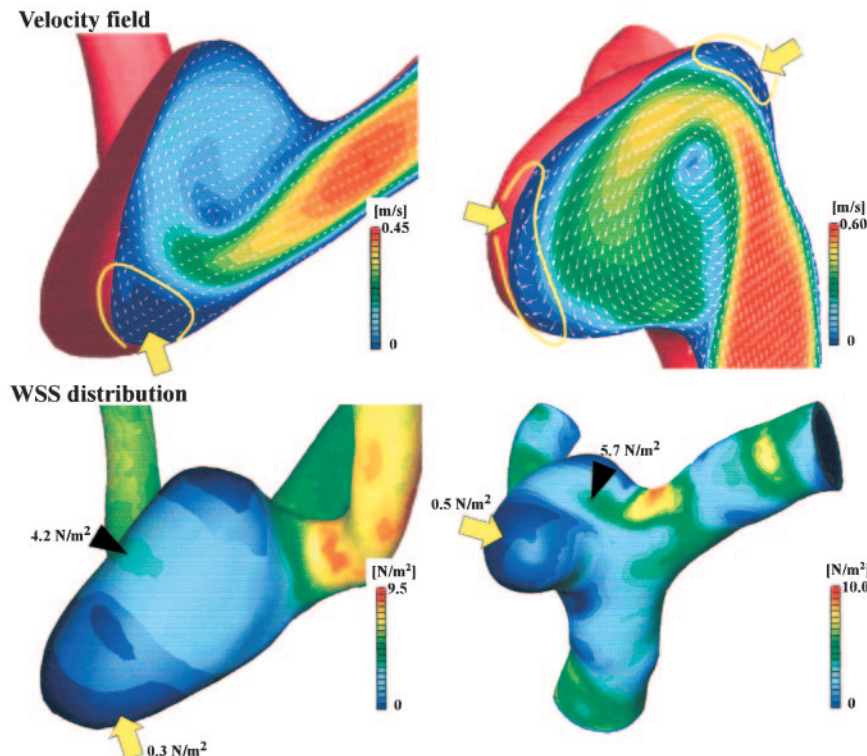 Velocity field
[m/s]
0.45
0
[m/s]
0.60
0
WSS distribution
4.2 N/m²
[N/m²]
9.5
0
0.3 N/m²
5.7 N/m²
0.5 N/m²
[N/m²]
10.0
0